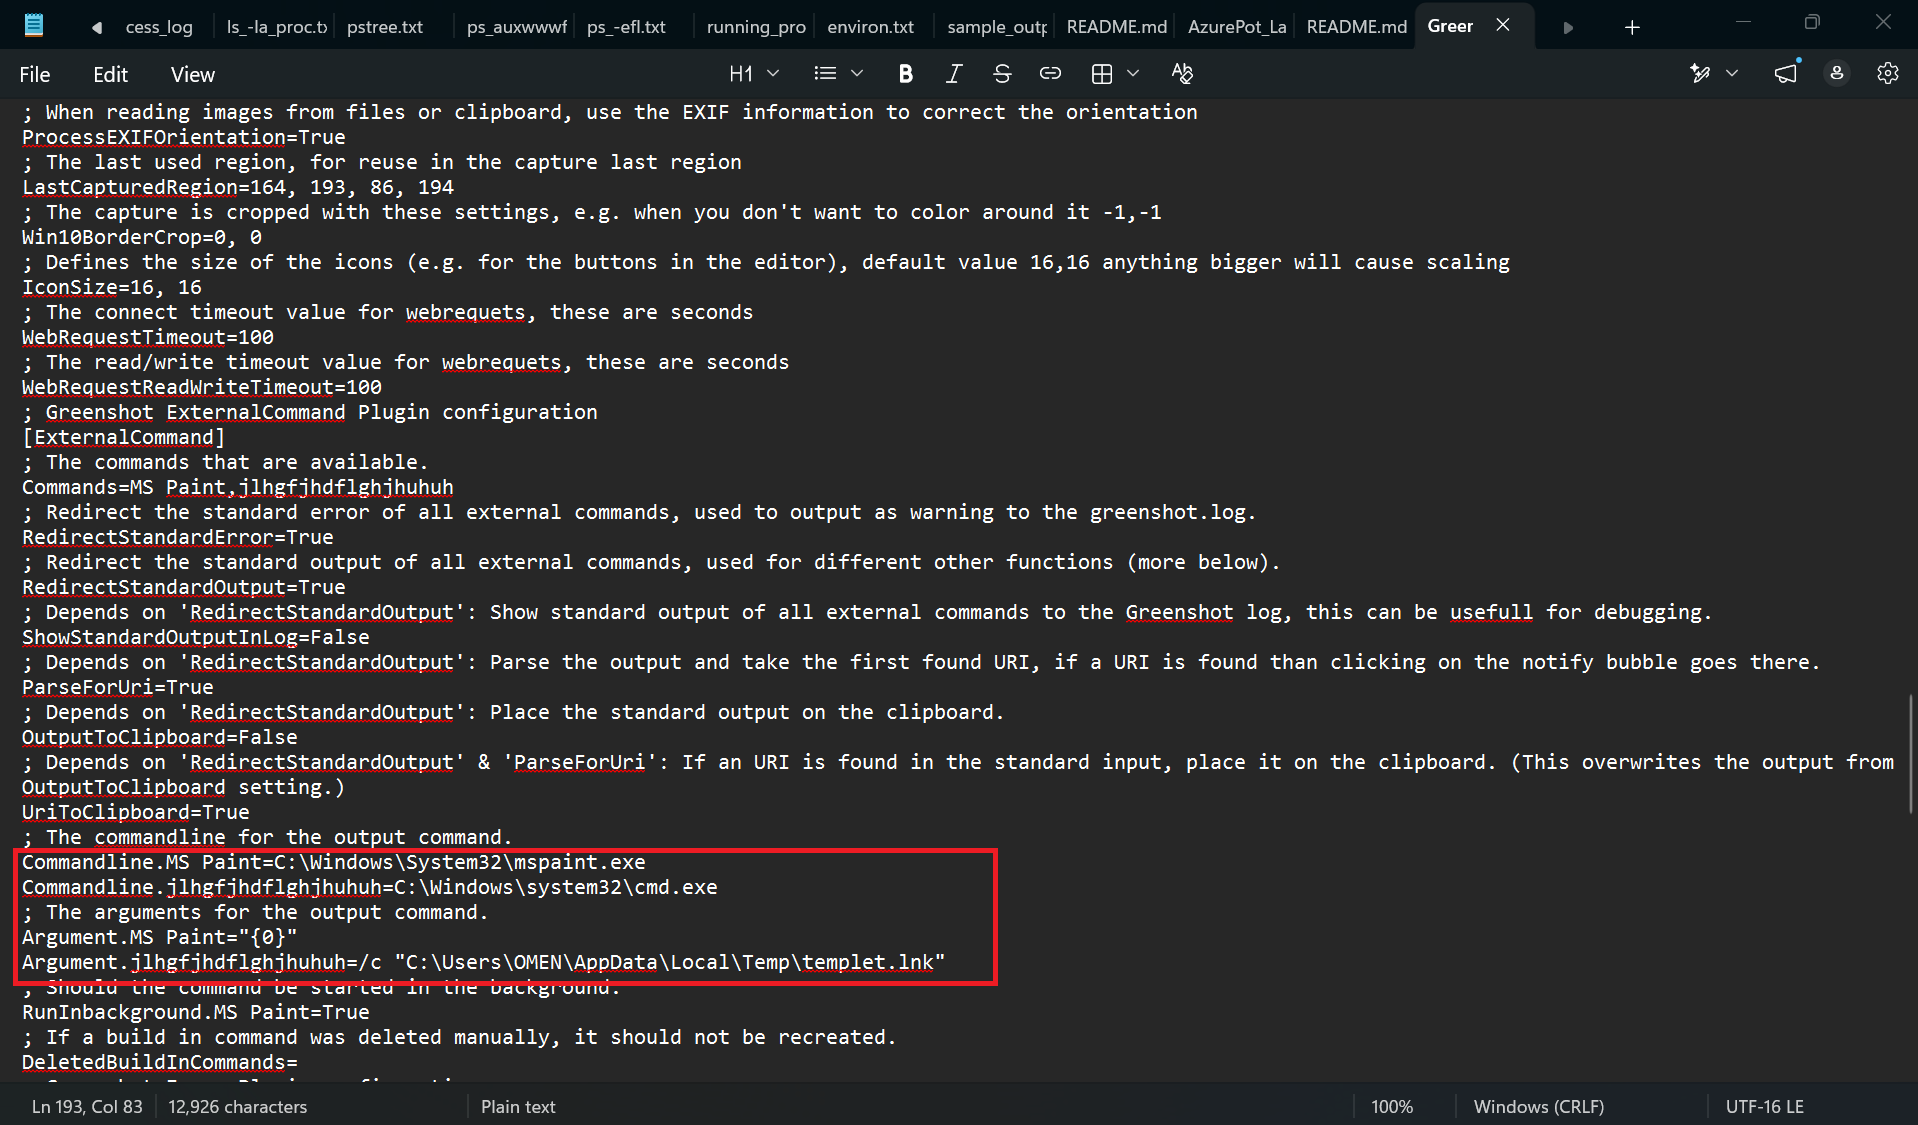 cess_log
ls_-la_proc.t
pstree.txt
ps_auxwwwf
ps_-efl.txt
running_pro
environ.txt
sample_outp
README.md
AzurePot_La
README.md
Greer
File
Edit
View
H1
; When reading images from files or clipboard, use the EXIF information to correct the orientation
ProcessEXIFOrientation=True
; The last used region, for reuse in the capture last region
LastCapturedRegion=164, 193, 86, 194
; The capture is cropped with these settings, e.g. when you don't want to color around it -1,-1
Win10BorderCrop=0, 0
; Defines the size of the icons (e.g. for the buttons in the editor), default value 16,16 anything bigger will cause scaling
IconSize=16, 16
; The connect timeout value for webrequets, these are seconds
WebRequestTimeout=100
; The read/write timeout value for webrequets, these are seconds
WebRequestReadWriteTimeout=100
; Greenshot ExternalCommand Plugin configuration
[ExternalCommand]
; The commands that are available.
Commands=MS Paint,jlhgfjhdflghjhuhuh
; Redirect the standard error of all external commands, used to output as warning to the greenshot.log.
RedirectStandardError=True
; Redirect the standard output of all external commands, used for different other functions (more below).
RedirectStandardOutput=True
; Depends on 'RedirectStandardOutput': Show standard output of all external commands to the Greenshot log, this can be usefull for debugging.
ShowStandardOutputInLog=False
; Depends on 'RedirectStandardOutput': Parse the output and take the first found URI, if a URI is found than clicking on the notify bubble goes there.
ParseForUri=True
; Depends on 'RedirectStandardOutput': Place the standard output on the clipboard.
OutputToClipboard=False
; Depends on 'RedirectStandardOutput' & 'ParseForUri': If an URI is found in the standard input, place it on the clipboard. (This overwrites the output from
OutputToClipboard setting.)
UriToClipboard=True
; The commandline for the output command.
Commandline.MS Paint=C:\Windows\System32\mspaint.exe
Commandline.jlhgfjhdflghjhuhuh=C:\Windows\system32\cmd.exe
; The arguments for the output command.
Argument.MS Paint="{0}"
Argument.jlhgfjhdflghjhuhuh=/c "C:\Users\OMEN\AppData\Local\Temp\templet.lnk"
; Should the command be started in the background.
RunInbackground.MS Paint=True
; If a build in command was deleted manually, it should not be recreated.
DeletedBuildInCommands=
Ln 193, Col 83
12,926 characters
Plain text
100%
Windows (CRLF)
UTF-16 LE